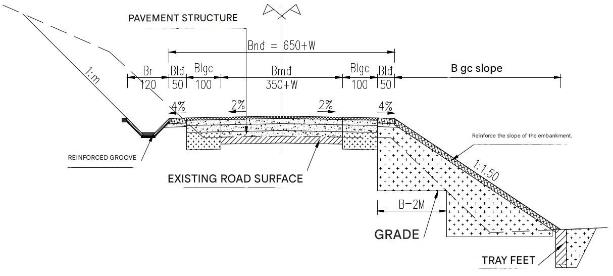 PAVEMENT STRUCTURE
Bnd = 650+W
Br
120
Bld
50
Blgc
100
Bmd
350+W
Blgc
100
Bld
50
B gc slope
1:m
4%
2%
2%
4%
Reinforce the slope of the embankment.
REINFORCED GROOVE
1:1.50
EXISTING ROAD SURFACE
B-2M
GRADE
TRAY FEET